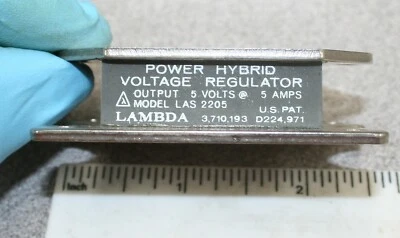 POWER HYBRID
VOLTAGE REGULATOR
OUTPUT 5 VOLTS @ 5 AMPS
MODEL LAS 2205 U.S. PAT.
LAMBDA 3,710,193 D224,971
1 2